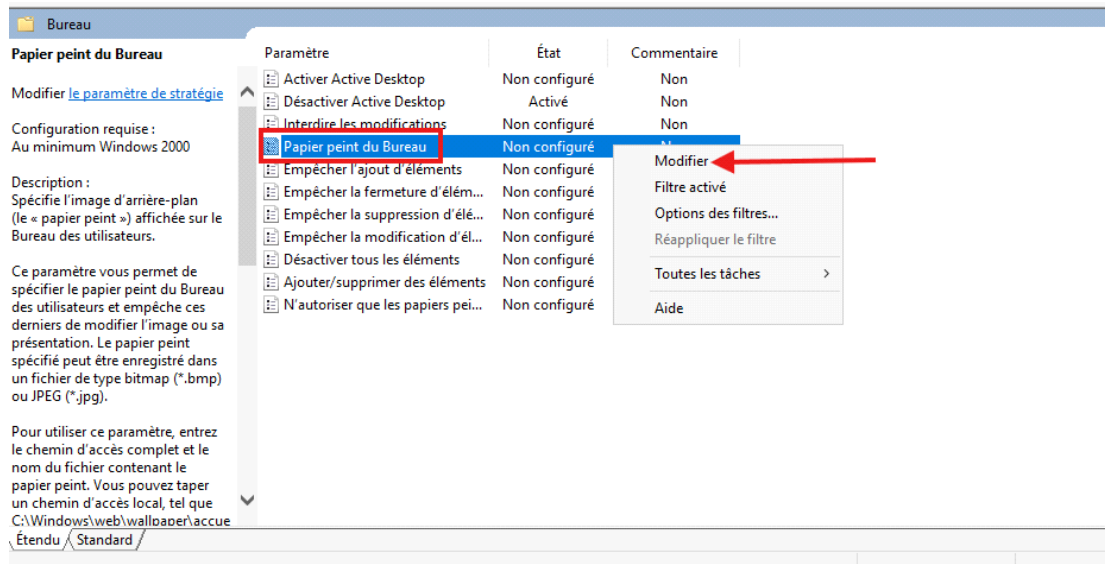 Bureau
Papier peint du Bureau
Modifier le paramètre de stratégie
Configuration requise :
Au minimum Windows 2000
Description :
Spécifie l'image d'arrière-plan
(le « papier peint ») affichée sur le
Bureau des utilisateurs.
Ce paramètre vous permet de
spécifier le papier peint du Bureau
des utilisateurs et empêche ces
derniers de modifier l'image ou sa
présentation. Le papier peint
spécifié peut être enregistré dans
un fichier de type bitmap (*.bmp)
ou JPEG (*.jpg).
Pour utiliser ce paramètre, entrez
le chemin d'accès complet et le
nom du fichier contenant le
papier peint. Vous pouvez taper
un chemin d'accès local, tel que
C:\Windows\web\wallpaper\accue
Paramètre État Commentaire
Activer Active Desktop Non configuré Non
Désactiver Active Desktop Activé Non
Interdire les modifications Non configuré Non
Papier peint du Bureau Non configuré
Empêcher l'ajout d'éléments Non configuré
Empêcher la fermeture d'élém... Non configuré
Empêcher la suppression d'élé... Non configuré
Empêcher la modification d'él... Non configuré
Désactiver tous les éléments Non configuré
Ajouter/supprimer des éléments Non configuré
N'autoriser que les papiers pei... Non configuré
Modifier
Filtre activé
Options des filtres...
Réappliquer le filtre
Toutes les tâches
Aide
Étendu Standard